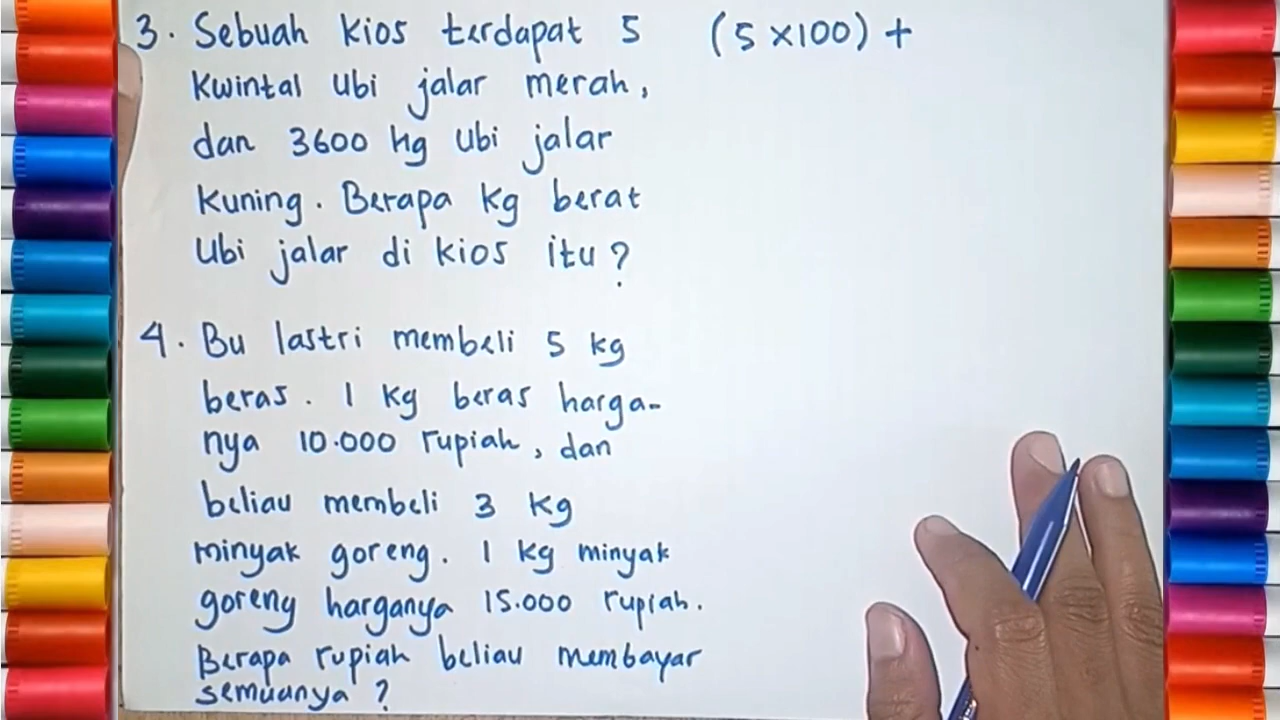 3. Sebuah kios terdapat 5 (5 x 100) +
kwintal ubi jalar merah,
dan 3600 kg ubi jalar
kuning. Berapa kg berat
ubi jalar di kios itu?
4. Bu lastri membeli 5 kg
beras. 1 kg beras harga-
nya 10.000 rupiah, dan
beliau membeli 3 kg
minyak goreng. 1 kg minyak
goreng harganya 15.000 rupiah.
Berapa rupiah beliau membayar
semuanya?